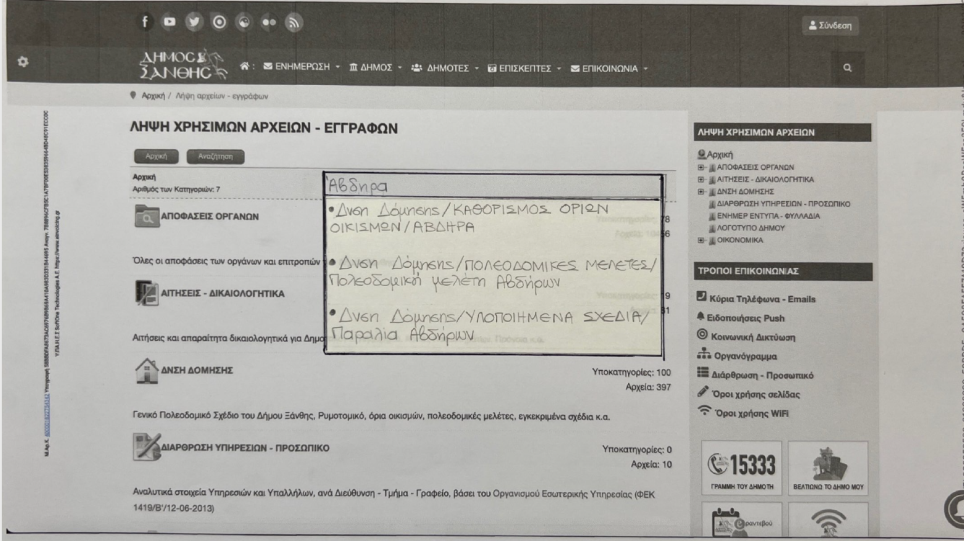 Σύνδεση
ΔΗΜΟΣ
ΞΑΝΘΗΣ
ΕΝΗΜΕΡΩΣΗ
ΔΗΜΟΣ
ΔΗΜΟΤΕΣ
ΕΠΙΣΚΕΠΤΕΣ
ΕΠΙΚΟΙΝΩΝΙΑ
Αρχική / Λήψη αρχείων - εγγράφων
ΛΗΨΗ ΧΡΗΣΙΜΩΝ ΑΡΧΕΙΩΝ - ΕΓΓΡΑΦΩΝ
Αρχική Αναζήτηση
Αρχική
Αριθμός των Κατηγοριών: 7
Αβδηρα
• Δνση Δόμησης/ΚΑΘΟΡΙΣΜΟΣ ΟΡΙΩΝ
ΟΙΚΙΣΜΩΝ/ΑΒΔΗΡΑ
• Δνση Δόμησης/ΠΟΛΕΟΔΟΜΙΚΕΣ ΜΕΛΕΤΕΣ/
Πολεοδομική μελέτη Αβδήρων
• Δνση Δόμησης/ΥΛΟΠΟΙΗΜΕΝΑ ΣΧΕΔΙΑ/
Παραλία Αβδήρων
ΑΠΟΦΑΣΕΙΣ ΟΡΓΑΝΩΝ
Όλες οι αποφάσεις των οργάνων και επιτροπών
ΑΙΤΗΣΕΙΣ - ΔΙΚΑΙΟΛΟΓΗΤΙΚΑ
Αιτήσεις και απαραίτητα δικαιολογητικά για
ΔΝΣΗ ΔΟΜΗΣΗΣ
Υποκατηγορίες: 100
Αρχεία: 397
Γενικό Πολεοδομικό Σχέδιο του Δήμου Ξάνθης, Ρυμοτομικό, όρια οικισμών, πολεοδομικές μελέτες, εγκεκριμένα σχέδια κ.α.
ΔΙΑΡΘΡΩΣΗ ΥΠΗΡΕΣΙΩΝ - ΠΡΟΣΩΠΙΚΟ
Υποκατηγορίες: 0
Αρχεία: 10
Αναλυτικά στοιχεία Υπηρεσιών και Υπαλλήλων, ανά Διεύθυνση - Τμήμα - Γραφείο, βάσει του Οργανισμού Εσωτερικής Υπηρεσίας (ΦΕΚ
1419/Β'/12-06-2013)
ΛΗΨΗ ΧΡΗΣΙΜΩΝ ΑΡΧΕΙΩΝ
Αρχική
ΑΠΟΦΑΣΕΙΣ ΟΡΓΑΝΩΝ
ΑΙΤΗΣΕΙΣ - ΔΙΚΑΙΟΛΟΓΗΤΙΚΑ
ΔΝΣΗ ΔΟΜΗΣΗΣ
ΔΙΑΡΘΡΩΣΗ ΥΠΗΡΕΣΙΩΝ - ΠΡΟΣΩΠΙΚΟ
ΕΝΗΜΕΡ ΕΝΤΥΠΑ - ΦΥΛΛΑΔΙΑ
ΛΟΓΟΤΥΠΟ ΔΗΜΟΥ
ΟΙΚΟΝΟΜΙΚΑ
ΤΡΟΠΟΙ ΕΠΙΚΟΙΝΩΝΙΑΣ
Κύρια Τηλέφωνα - Emails
Ειδοποιήσεις Push
Κοινωνική Δικτύωση
Οργανόγραμμα
Διάρθρωση - Προσωπικό
Όροι χρήσης σελίδας
Όροι χρήσης WiFi
15333
ΓΡΑΜΜΗ ΤΟΥ ΔΗΜΟΤΗ
ΒΕΛΤΙΩΝΩ ΤΟ ΔΗΜΟ ΜΟΥ
Ραντεβού